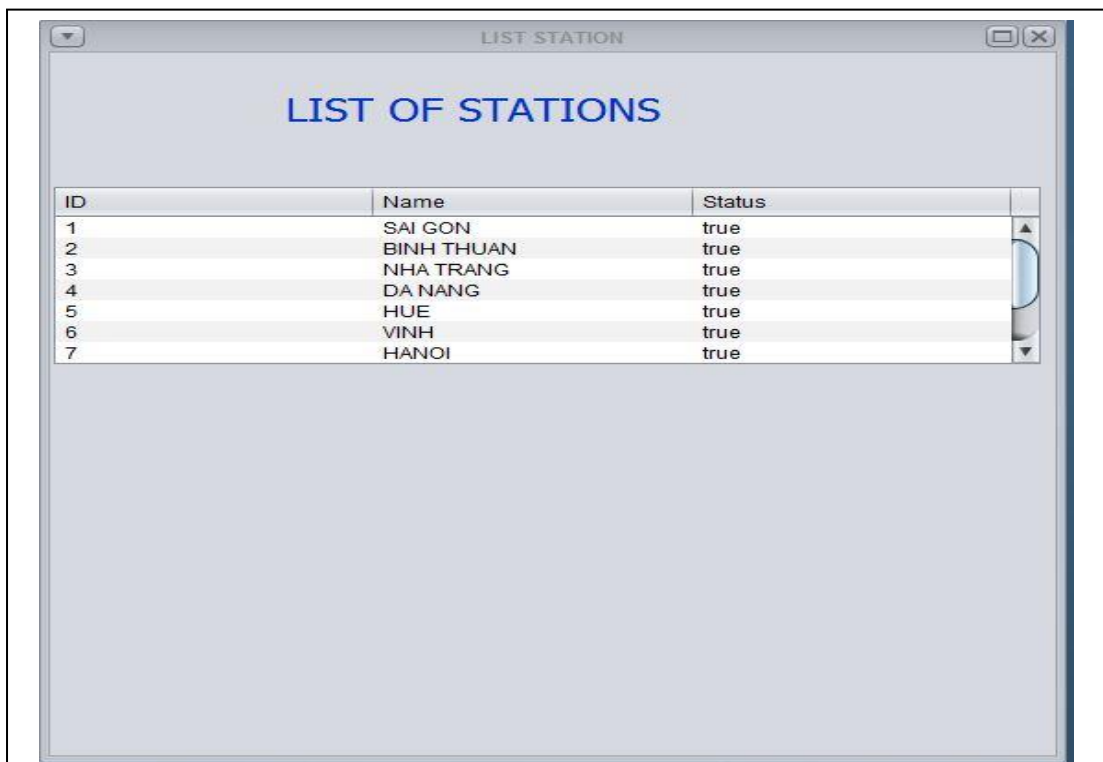 LIST STATION
LIST OF STATIONS
ID Name Status
1 SAI GON true
2 BINH THUAN true
3 NHA TRANG true
4 DA NANG true
5 HUE true
6 VINH true
7 HANOI true